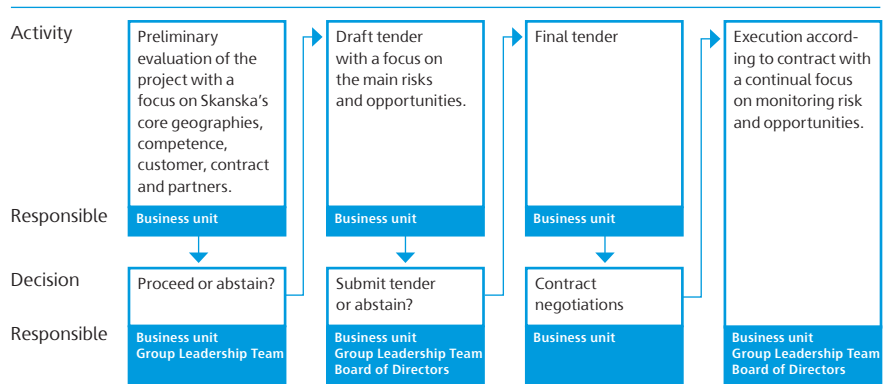 Activity
Preliminary
evaluation of the
project with a
focus on Skanska's
core geographies,
competence,
customer, contract
and partners.
Draft tender
with a focus on
the main risks
and opportunities.
Final tender
Execution accord-
ing to contract with
a continual focus
on monitoring risk
and opportunities.
Responsible
Business unit
Business unit
Business unit
Decision
Proceed or abstain?
Submit tender
or abstain?
Contract
negotiations
Responsible
Business unit
Group Leadership Team
Business unit
Group Leadership Team
Board of Directors
Business unit
Business unit
Group Leadership Team
Board of Directors